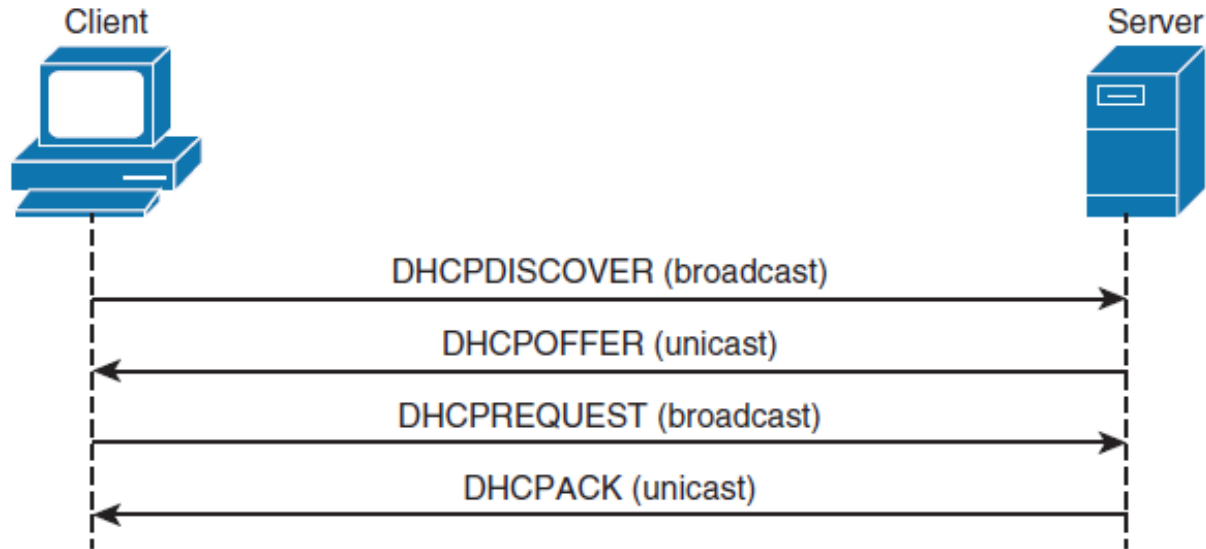 Client
Server
DHCPDISCOVER (broadcast)
DHCPOFFER (unicast)
DHCPREQUEST (broadcast)
DHCPACK (unicast)